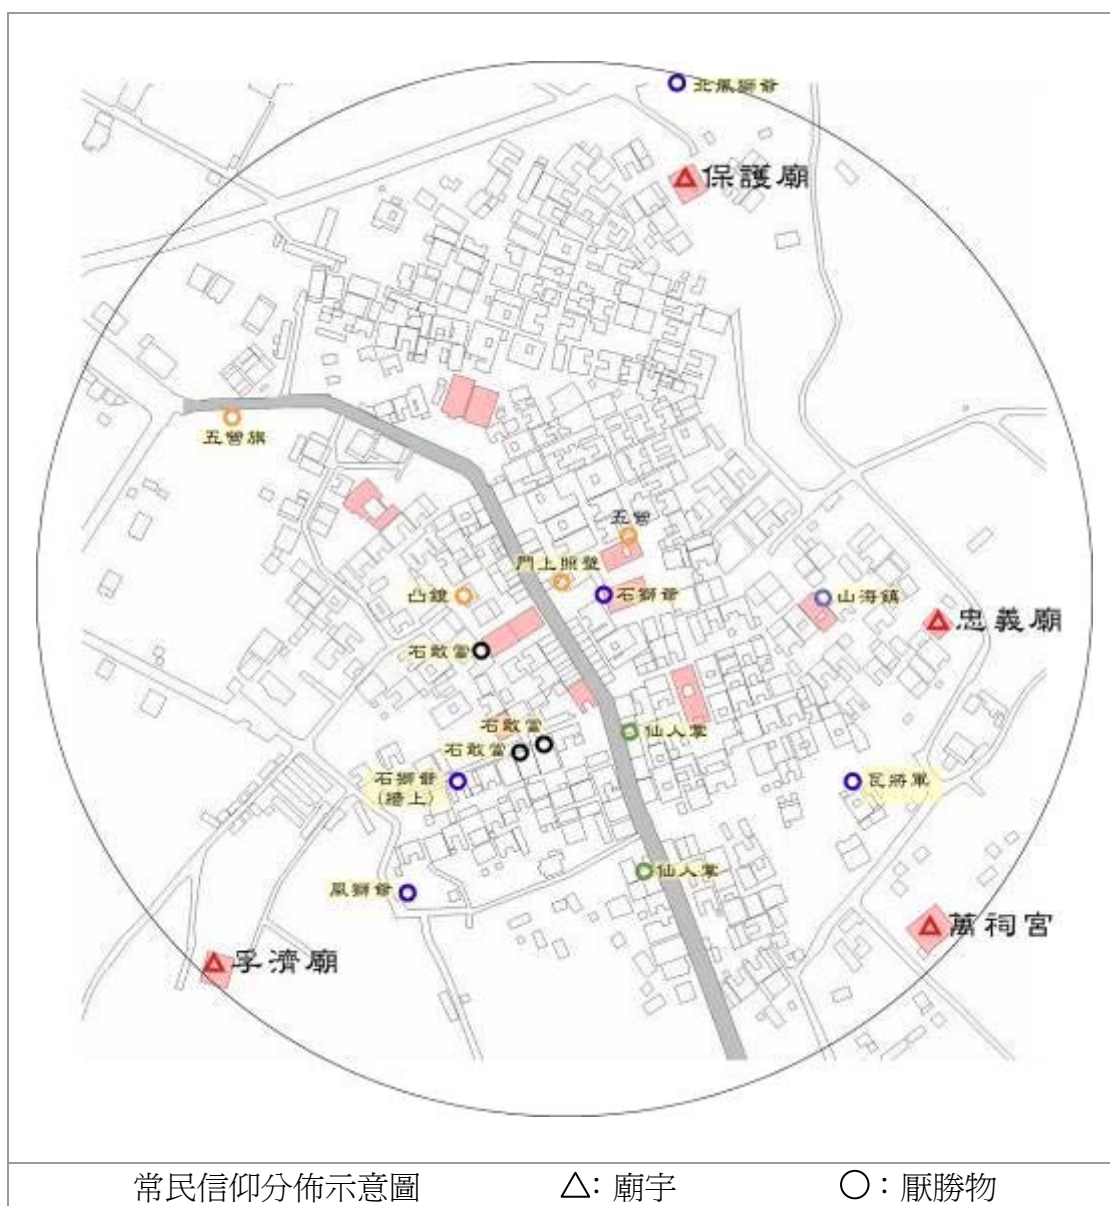 北風獅爺
保護廟
五營旗
五營
門上照壁
凸鏡
石獅爺
山海鎮
忠義廟
石敢當
石敢當
仙人掌
石敢當
石獅爺
(牆上)
瓦將軍
仙人掌
風獅爺
萬祠宮
孚濟廟
常民信仰分佈示意圖
△：廟宇
○：厭勝物